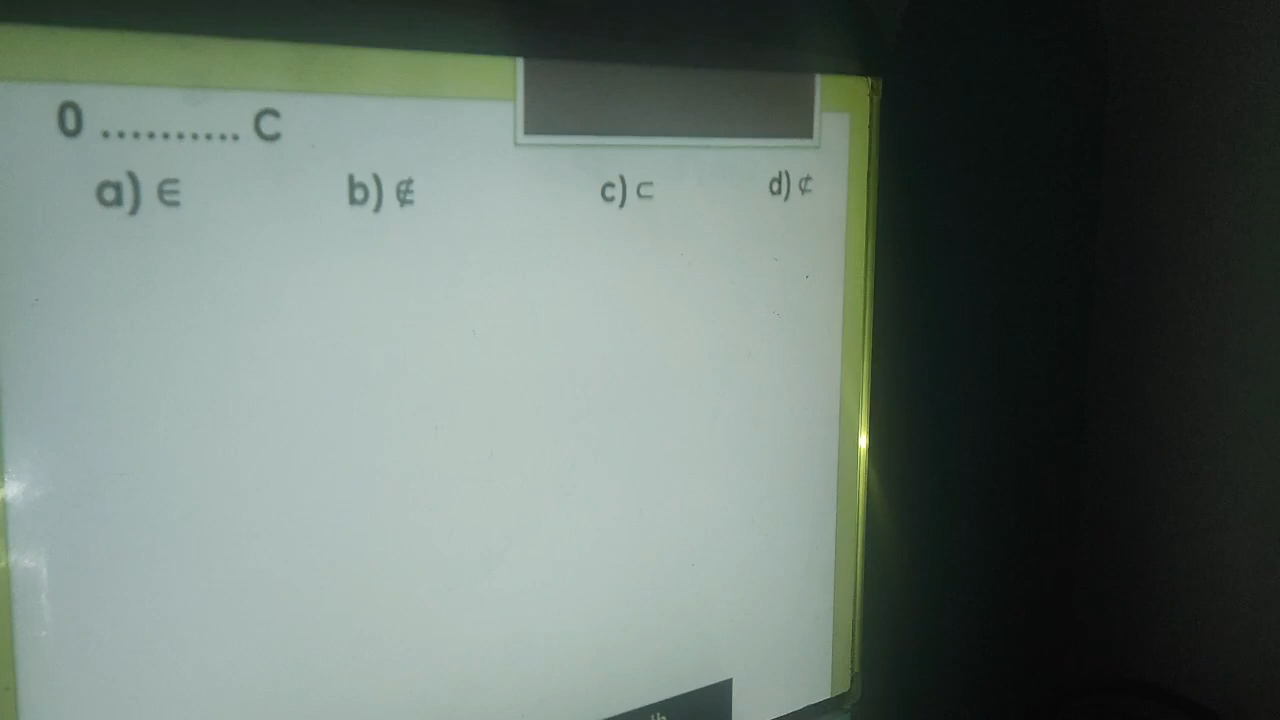 0 .......... C
a) ∈ b) ∉ c) ⊂ d) ⊄